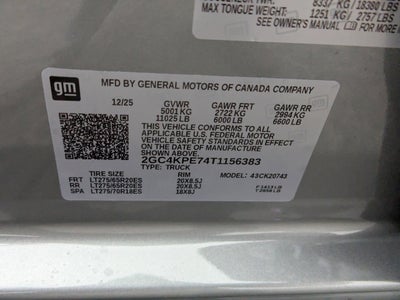 8337 KG / 18380 LBS
MAX TONGUE WEIGHT:
1251 KG / 2757 LBS
SEE OWNER'S MANUAL FOR
gm
MFD BY GENERAL MOTORS OF CANADA COMPANY
12/25 GVWR GAWR FRT GAWR RR
5001 KG 2722 KG 2994 KG
11025 LB 6000 LB 6600 LB
THIS VEHICLE CONFORMS TO ALL
APPLICABLE U.S. FEDERAL MOTOR
VEHICLE SAFETY STANDARDS IN
EFFECT ON THE DATE OF
MANUFACTURE SHOWN ABOVE.
2GC4KPE74T1156383
TYPE: TRUCK
TIRE SIZE RIM MODEL: 43CK20743
FRT LT275/65R20ES 20X8.5J
RR LT275/65R20ES 20X8.5J
SPA LT275/70R18ES 18X8J